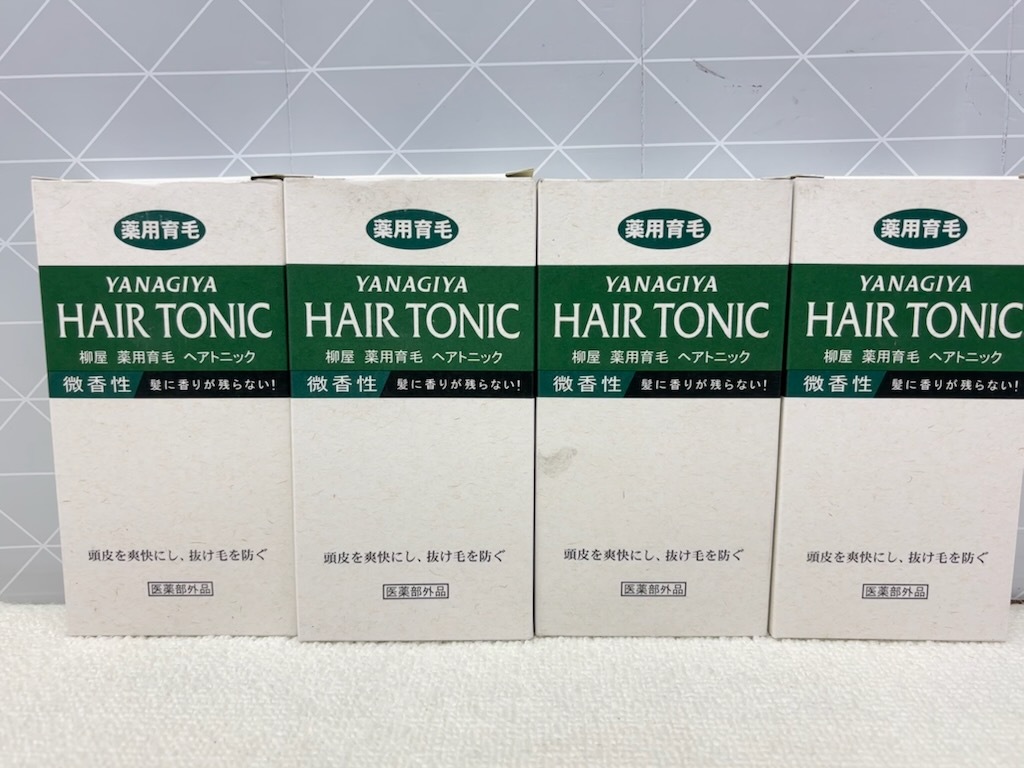 薬用育毛
YANAGIYA
HAIR TONIC
柳屋 薬用育毛 ヘアトニック
微香性 髪に香りが残らない!
頭皮を爽快にし、抜け毛を防ぐ
医薬部外品
薬用育毛
YANAGIYA
HAIR TONIC
柳屋 薬用育毛 ヘアトニック
微香性 髪に香りが残らない!
頭皮を爽快にし、抜け毛を防ぐ
医薬部外品
薬用育毛
YANAGIYA
HAIR TONIC
柳屋 薬用育毛 ヘアトニック
微香性 髪に香りが残らない!
頭皮を爽快にし、抜け毛を防ぐ
医薬部外品
薬用育毛
YANAGIYA
HAIR TONIC
柳屋 薬用育毛 ヘアトニック
微香性 髪に香りが残らない!
頭皮を爽快にし、抜け毛を防ぐ
医薬部外品